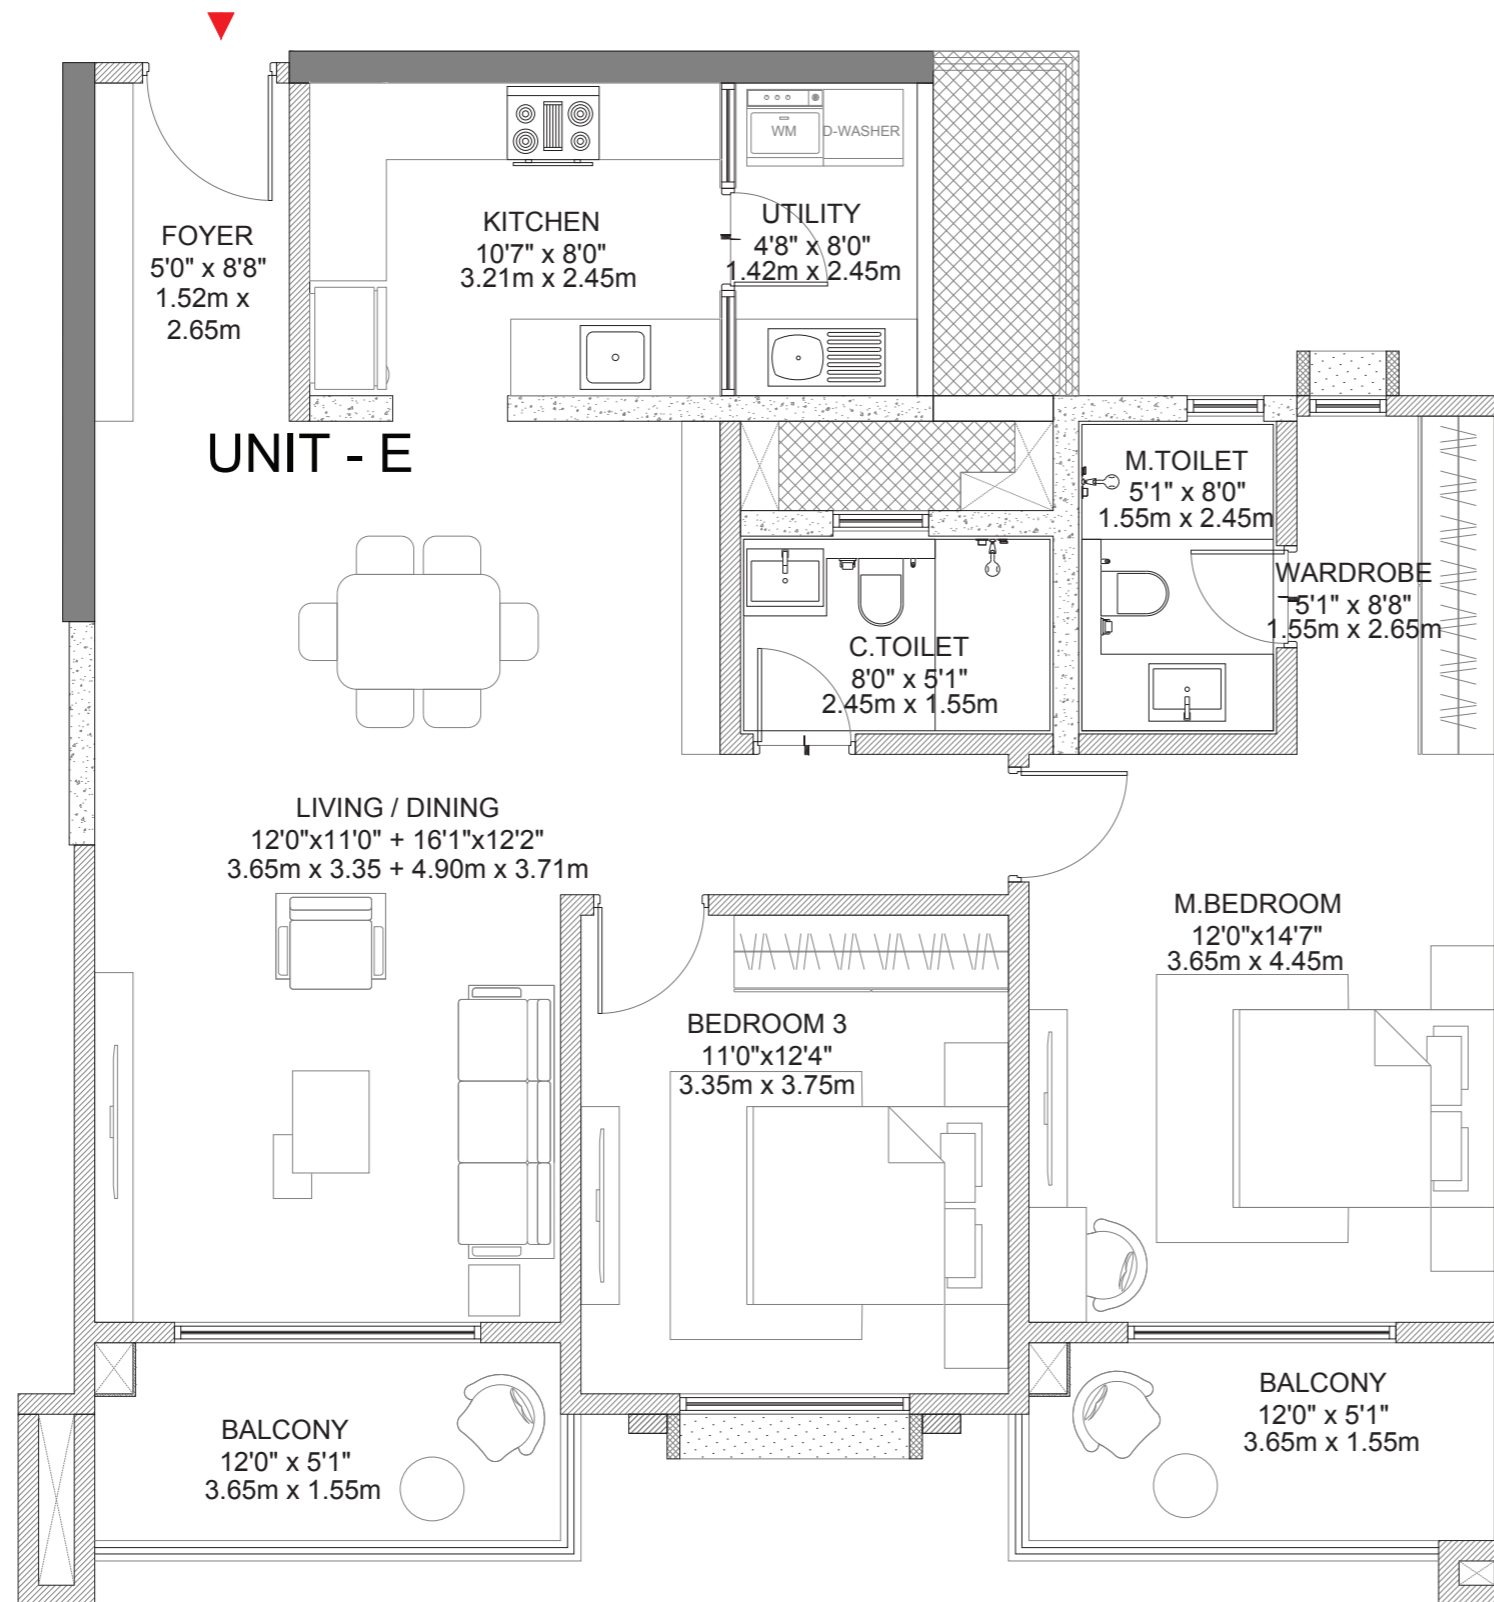 FOYER
5'0" x 8'8"
1.52m x
2.65m
KITCHEN
10'7" x 8'0"
3.21m x 2.45m
WM
D-WASHER
UTILITY
4'8" x 8'0"
1.42m x 2.45m
UNIT - E
M.TOILET
5'1" x 8'0"
1.55m x 2.45m
WARDROBE
5'1" x 8'8"
1.55m x 2.65m
C.TOILET
8'0" x 5'1"
2.45m x 1.55m
LIVING / DINING
12'0"x11'0" + 16'1"x12'2"
3.65m x 3.35 + 4.90m x 3.71m
M.BEDROOM
12'0"x14'7"
3.65m x 4.45m
BEDROOM 3
11'0"x12'4"
3.35m x 3.75m
BALCONY
12'0" x 5'1"
3.65m x 1.55m
BALCONY
12'0" x 5'1"
3.65m x 1.55m